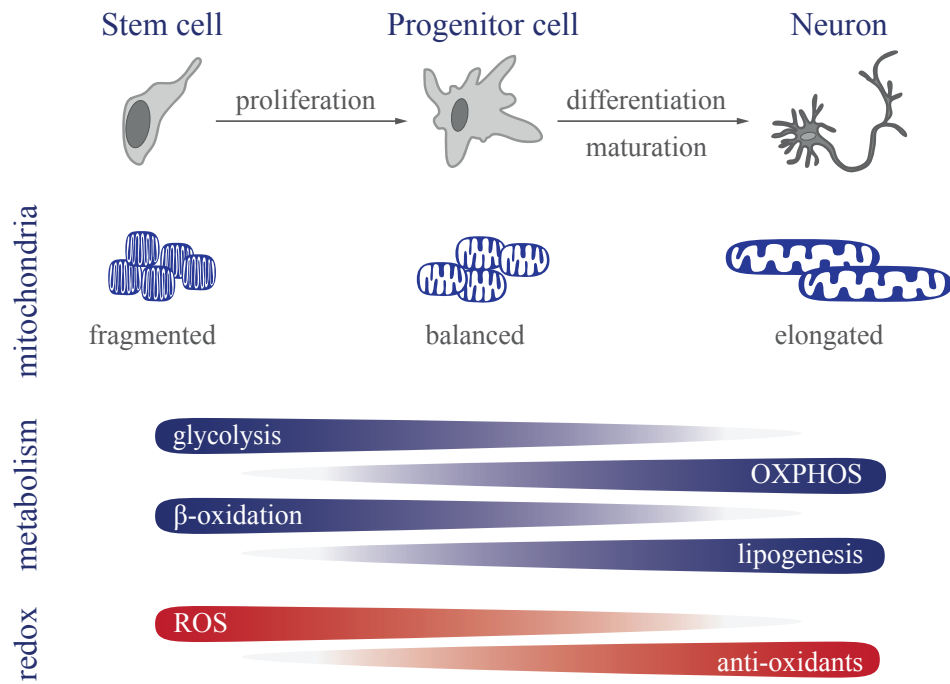 Stem cell
Progenitor cell
Neuron
proliferation
differentiation
maturation
mitochondria
fragmented
balanced
elongated
metabolism
glycolysis
OXPHOS
β-oxidation
lipogenesis
redox
ROS
anti-oxidants